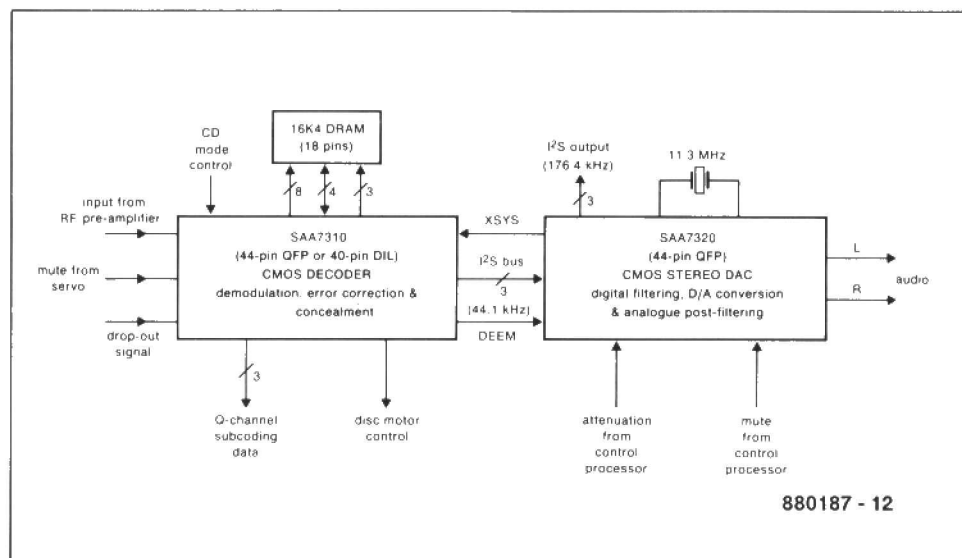 16K4 DRAM
(18 pins)
8
4
3
CD
mode
control
input from
RF pre-amplifier
mute from
servo
drop-out
signal
SAA7310
(44-pin QFP or 40-pin DIL)
CMOS DECODER
demodulation, error correction &
concealment
3
Q-channel
subcoding
data
disc motor
control
XSYS
I²S bus
3
(44.1 kHz)
DEEM
I²S output
(176.4 kHz)
3
11.3 MHz
SAA7320
(44-pin QFP)
CMOS STEREO DAC
digital filtering, D/A conversion
& analogue post-filtering
L
R
audio
attenuation
from
control
processor
mute
from
control
processor
880187 - 12